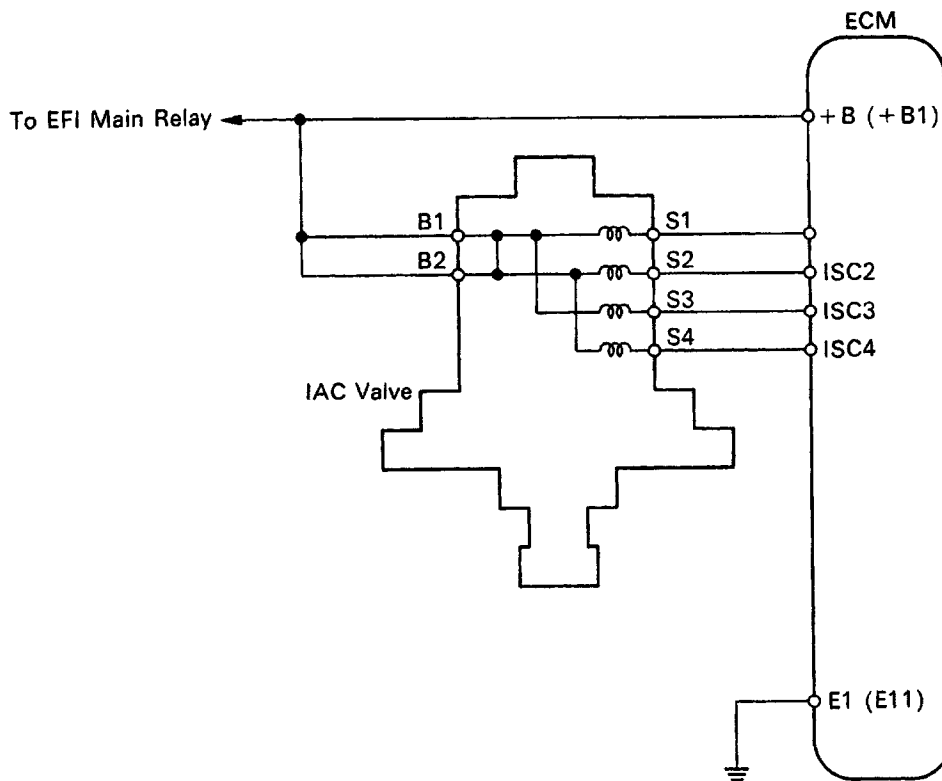 ECM
To EFI Main Relay
+B (+B1)
B1
S1
B2
S2
ISC2
S3
ISC3
S4
ISC4
IAC Valve
E1 (E11)